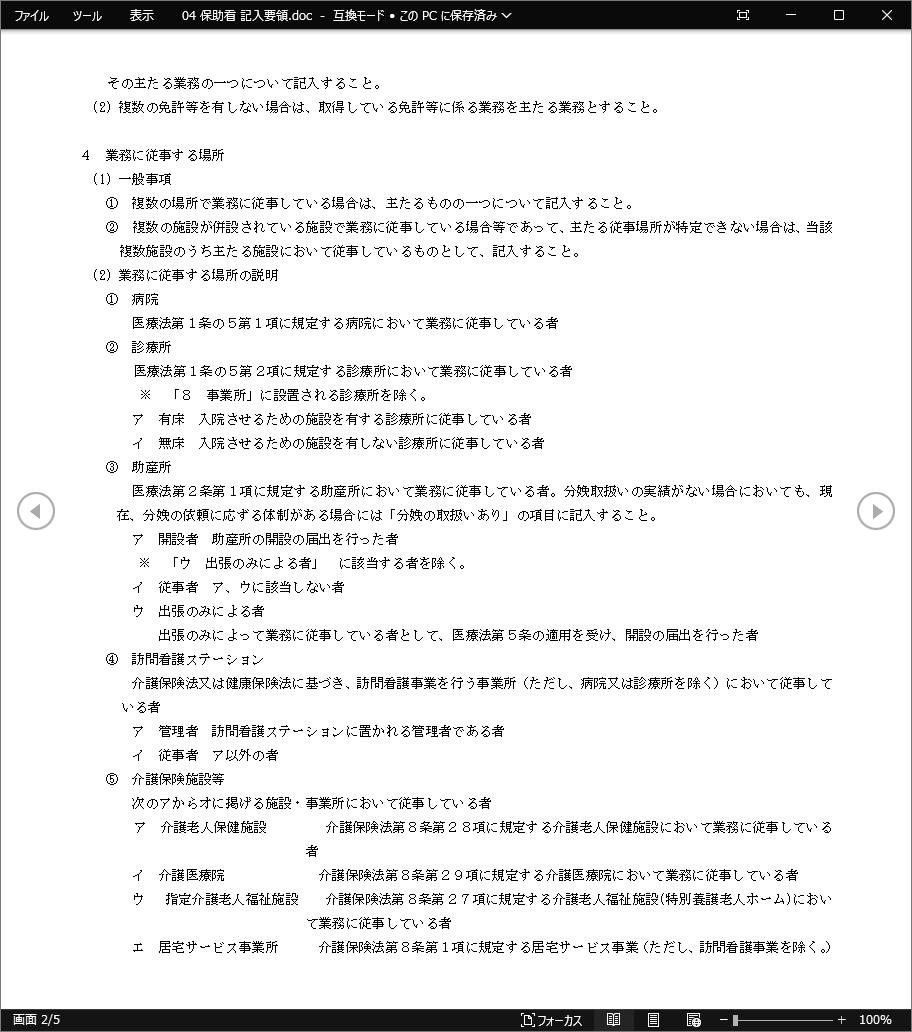 ファイル ツール 表示 04 保助看 記入要領.doc - 互換モード • この PC に保存済み
その主たる業務の一つについて記入すること。
(2) 複数の免許等を有しない場合は、取得している免許等に係る業務を主たる業務とすること。
４　業務に従事する場所
(1) 一般事項
①　複数の場所で業務に従事している場合は、主たるものの一つについて記入すること。
②　複数の施設が併設されている施設で業務に従事している場合等であって、主たる従事場所が特定できない場合は、当該
複数施設のうち主たる施設において従事しているものとして、記入すること。
(2) 業務に従事する場所の説明
①　病院
医療法第１条の５第１項に規定する病院において業務に従事している者
②　診療所
医療法第１条の５第２項に規定する診療所において業務に従事している者
※　「８　事業所」に設置される診療所を除く。
ア　有床　入院させるための施設を有する診療所に従事している者
イ　無床　入院させるための施設を有しない診療所に従事している者
③　助産所
医療法第２条第１項に規定する助産所において業務に従事している者。分娩取扱いの実績がない場合においても、現
在、分娩の依頼に応ずる体制がある場合には「分娩の取扱いあり」の項目に記入すること。
ア　開設者　助産所の開設の届出を行った者
※　「ウ　出張のみによる者」　に該当する者を除く。
イ　従事者　ア、ウに該当しない者
ウ　出張のみによる者
出張のみによって業務に従事している者として、医療法第５条の適用を受け、開設の届出を行った者
④　訪問看護ステーション
介護保険法又は健康保険法に基づき、訪問看護事業を行う事業所（ただし、病院又は診療所を除く）において従事して
いる者
ア　管理者　訪問看護ステーションに置かれる管理者である者
イ　従事者　ア以外の者
⑤　介護保険施設等
次のアからオに掲げる施設・事業所において従事している者
ア　介護老人保健施設　　　　介護保険法第８条第２８項に規定する介護老人保健施設において業務に従事している
者
イ　介護医療院　　　　　　　介護保険法第８条第２９項に規定する介護医療院において業務に従事している者
ウ　指定介護老人福祉施設　　介護保険法第８条第２７項に規定する介護老人福祉施設(特別養護老人ホーム)におい
て業務に従事している者
エ　居宅サービス事業所　　　介護保険法第８条第１項に規定する居宅サービス事業（ただし、訪問看護事業を除く。）
画面 2/5 フォーカス − + 100%